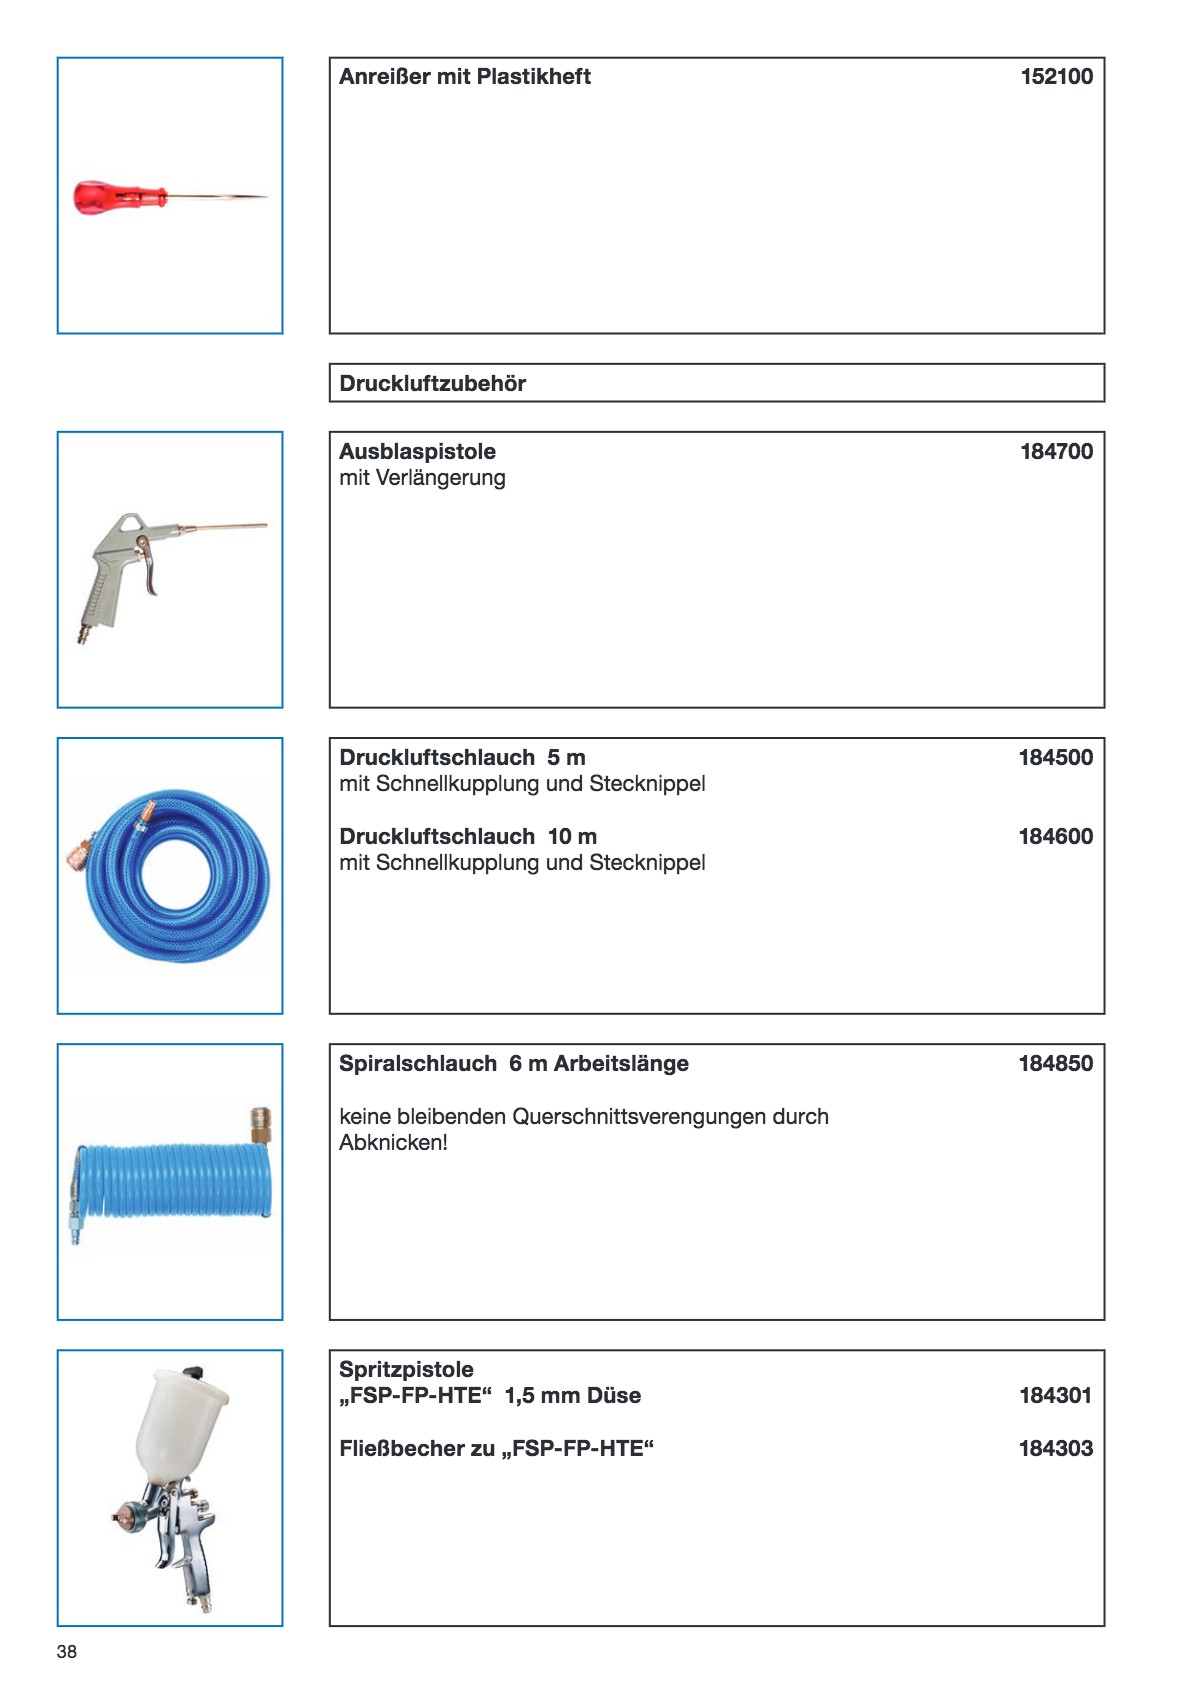 Anreißer mit Plastikheft 152100
Druckluftzubehör
Ausblaspistole 184700
mit Verlängerung
Druckluftschlauch 5 m 184500
mit Schnellkupplung und Stecknippel
Druckluftschlauch 10 m 184600
mit Schnellkupplung und Stecknippel
Spiralschlauch 6 m Arbeitslänge 184850
keine bleibenden Querschnittsverengungen durch
Abknicken!
Spritzpistole
„FSP-FP-HTE“ 1,5 mm Düse 184301
Fließbecher zu „FSP-FP-HTE“ 184303
38